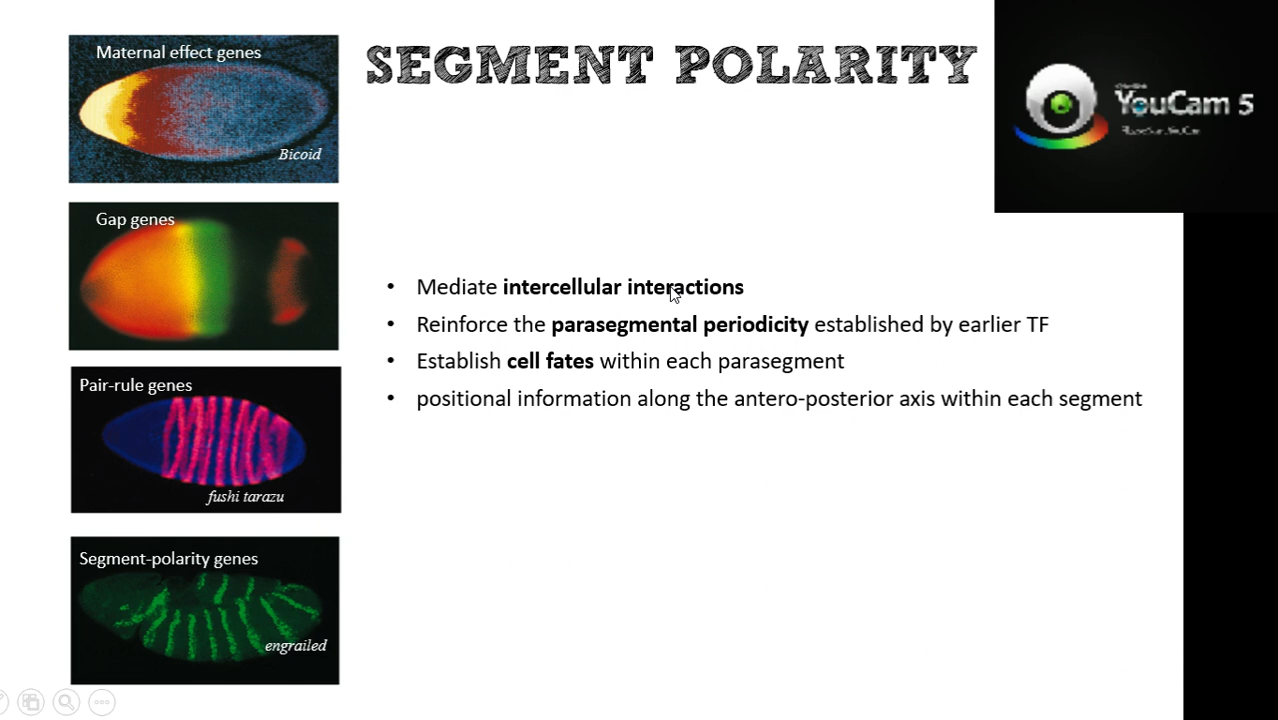 Maternal effect genes
Bicoid
Gap genes
Pair-rule genes
fushi tarazu
Segment-polarity genes
engrailed
SEGMENT POLARITY
• Mediate intercellular interactions
• Reinforce the parasegmental periodicity established by earlier TF
• Establish cell fates within each parasegment
• positional information along the antero-posterior axis within each segment
YouCam 5